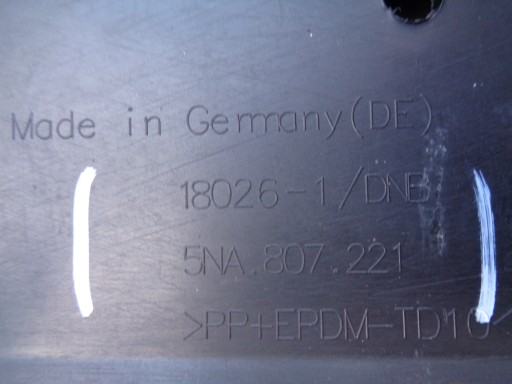 Made in Germany(DE)
18026-1/DNB
5NA.807.221
>PP+EPDM-TD10<